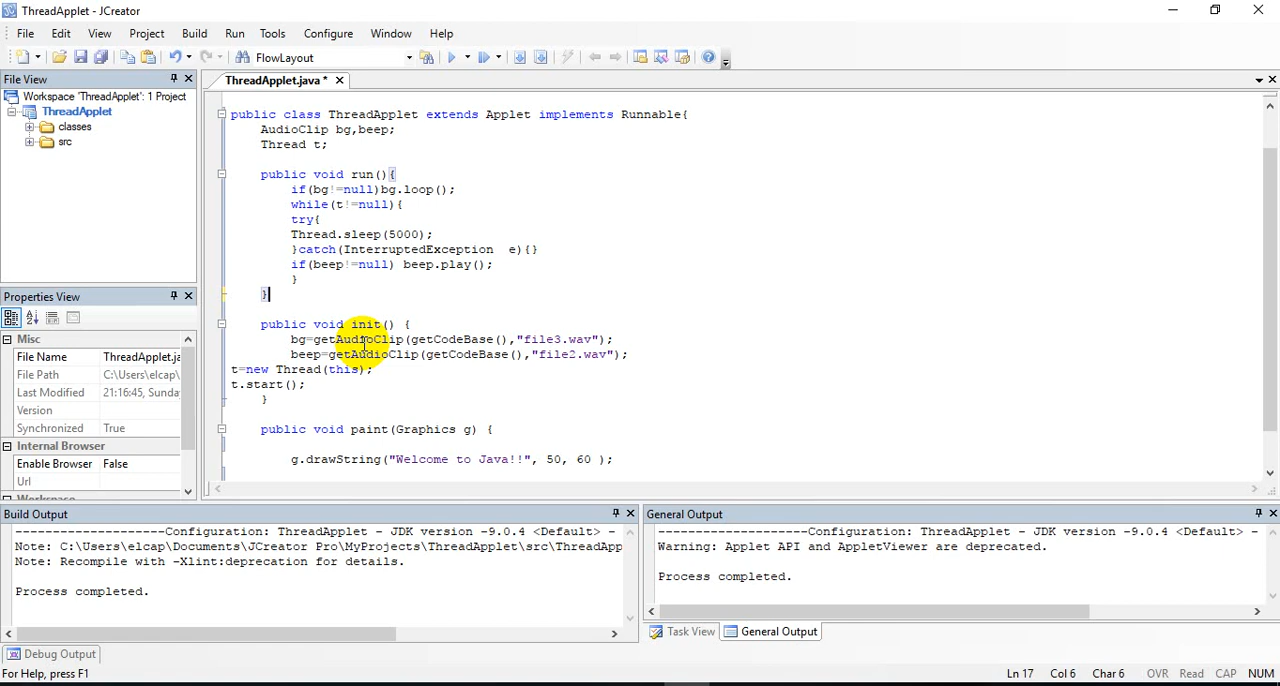 ThreadApplet - JCreator
File Edit View Project Build Run Tools Configure Window Help
FlowLayout
File View
ThreadApplet.java *
Workspace 'ThreadApplet': 1 Project
ThreadApplet
classes
src
public class ThreadApplet extends Applet implements Runnable{
AudioClip bg,beep;
Thread t;
public void run(){
if(bg!=null)bg.loop();
while(t!=null){
try{
Thread.sleep(5000);
}catch(InterruptedException e){}
if(beep!=null) beep.play();
}
}
public void init() {
bg=getAudioClip(getCodeBase(),"file3.wav");
beep=getAudioClip(getCodeBase(),"file2.wav");
t=new Thread(this);
t.start();
}
public void paint(Graphics g) {
g.drawString("Welcome to Java!!", 50, 60 );
Properties View
Misc
File Name ThreadApplet.ja
File Path C:\Users\elcap\
Last Modified 21:16:45, Sunda
Version
Synchronized True
Internal Browser
Enable Browser False
Url
Workspace
Build Output
--------------------Configuration: ThreadApplet - JDK version -9.0.4 <Default> -
Note: C:\Users\elcap\Documents\JCreator Pro\MyProjects\ThreadApplet\src\ThreadApp
Note: Recompile with -Xlint:deprecation for details.
Process completed.
General Output
--------------------Configuration: ThreadApplet - JDK version -9.0.4 <Default> -
Warning: Applet API and AppletViewer are deprecated.
Process completed.
Task View General Output
Debug Output
For Help, press F1
Ln 17 Col 6 Char 6 OVR Read CAP NUM